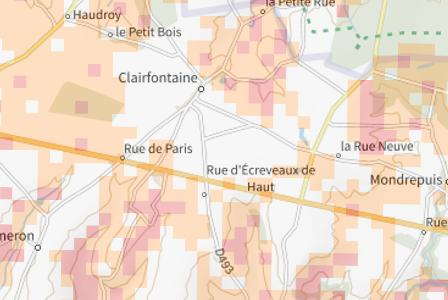 la Petite Rue
Haudroy
le Petit Bois
Clairfontaine
Rue de Paris
la Rue Neuve
Rue d'Écreveaux de
Haut
Mondrepuis
Rue
meron
D493